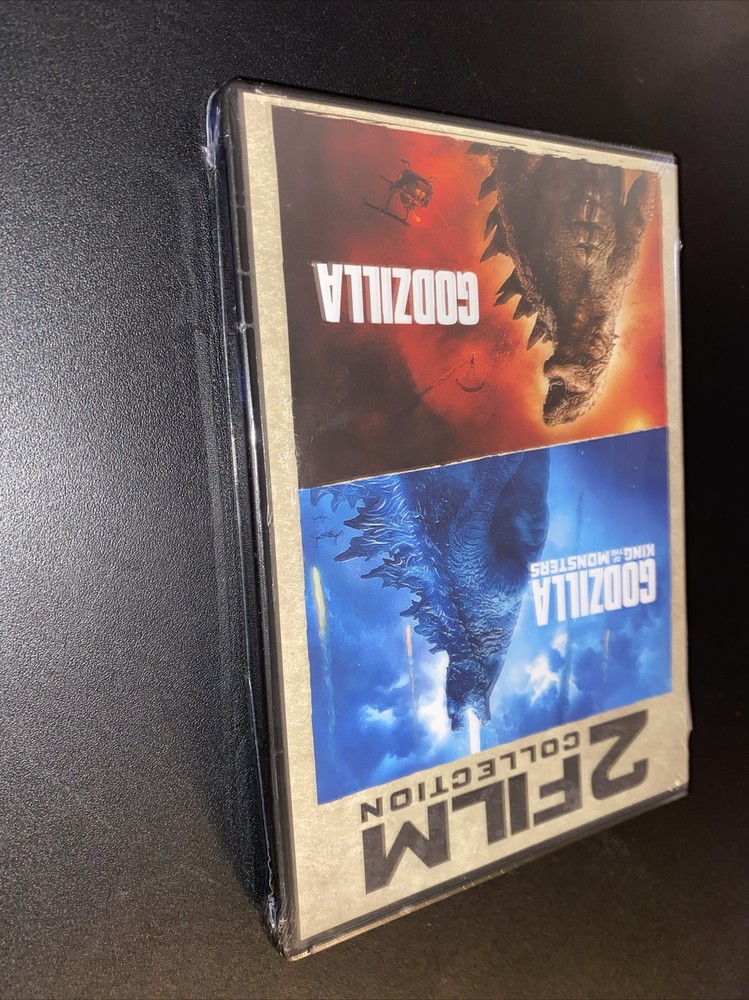 2 FILM
COLLECTION
GODZILLA
KING OF THE MONSTERS
GODZILLA